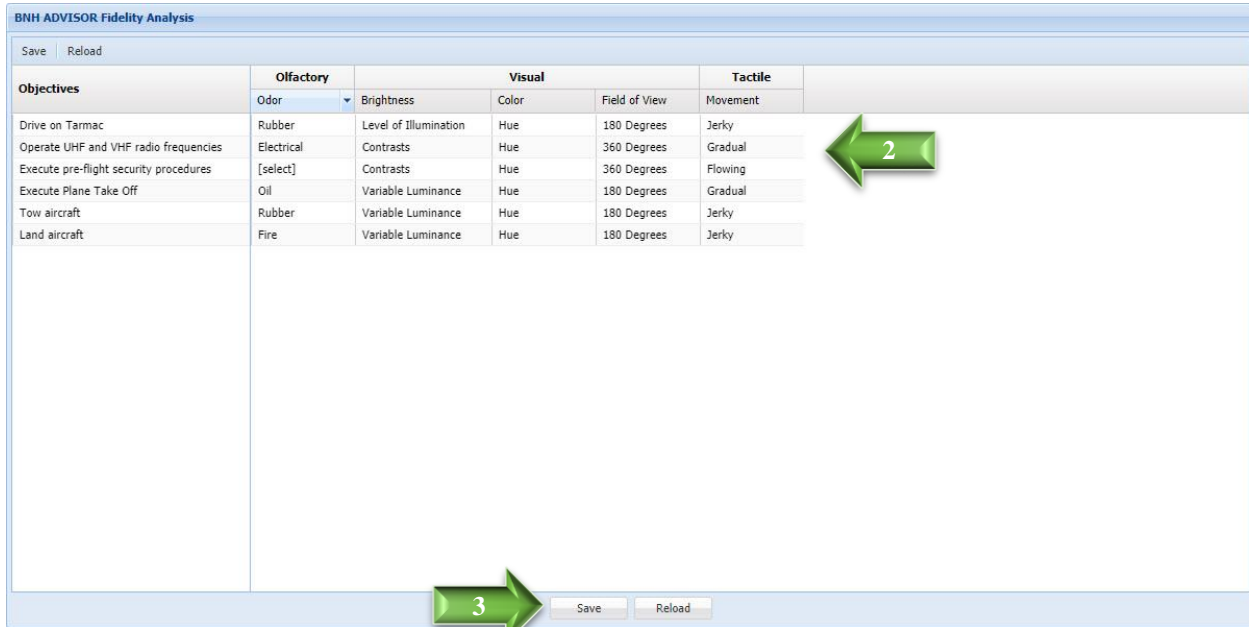 BNH ADVISOR Fidelity Analysis
Save Reload
Objectives Olfactory Visual Tactile
Odor Brightness Color Field of View Movement
Drive on Tarmac Rubber Level of Illumination Hue 180 Degrees Jerky
Operate UHF and VHF radio frequencies Electrical Contrasts Hue 360 Degrees Gradual
2
Execute pre-flight security procedures [select] Contrasts Hue 360 Degrees Flowing
Execute Plane Take Off Oil Variable Luminance Hue 180 Degrees Gradual
Tow aircraft Rubber Variable Luminance Hue 180 Degrees Jerky
Land aircraft Fire Variable Luminance Hue 180 Degrees Jerky
3 Save Reload